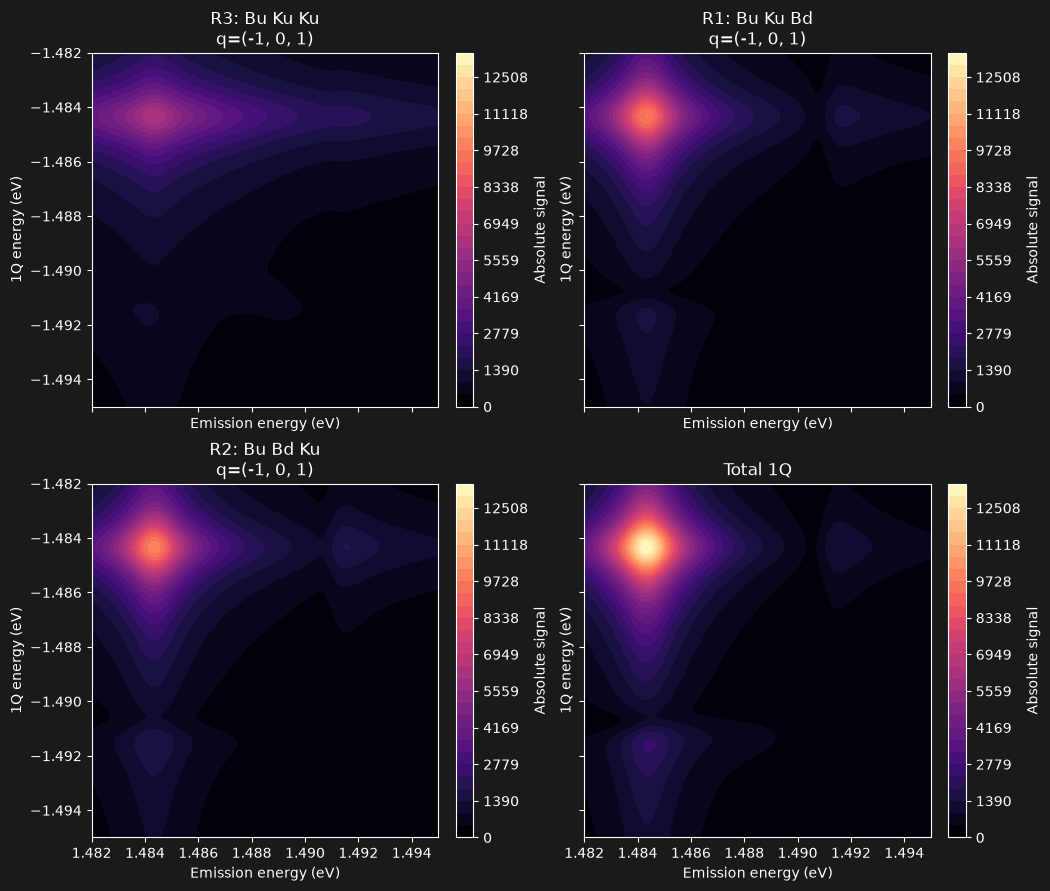 R3: Bu Ku Ku
q=(-1, 0, 1)
−1.482
−1.484
−1.486
−1.488
−1.490
−1.492
−1.494
1Q energy (eV)
Emission energy (eV)
12508
11118
9728
8338
6949
5559
4169
2779
1390
0
Absolute signal
R1: Bu Ku Bd
q=(-1, 0, 1)
1Q energy (eV)
Emission energy (eV)
12508
11118
9728
8338
6949
5559
4169
2779
1390
0
Absolute signal
R2: Bu Bd Ku
q=(-1, 0, 1)
−1.482
−1.484
−1.486
−1.488
−1.490
−1.492
−1.494
1Q energy (eV)
1.482 1.484 1.486 1.488 1.490 1.492 1.494
Emission energy (eV)
12508
11118
9728
8338
6949
5559
4169
2779
1390
0
Absolute signal
Total 1Q
1Q energy (eV)
1.482 1.484 1.486 1.488 1.490 1.492 1.494
Emission energy (eV)
12508
11118
9728
8338
6949
5559
4169
2779
1390
0
Absolute signal